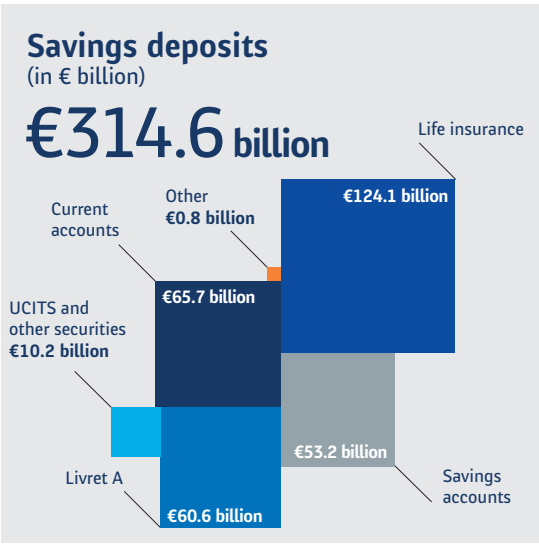 Savings deposits
(in € billion)
€314.6 billion
Life insurance
€124.1 billion
Other
€0.8 billion
Current
accounts
€65.7 billion
UCITS and
other securities
€10.2 billion
€53.2 billion
Savings
accounts
Livret A
€60.6 billion